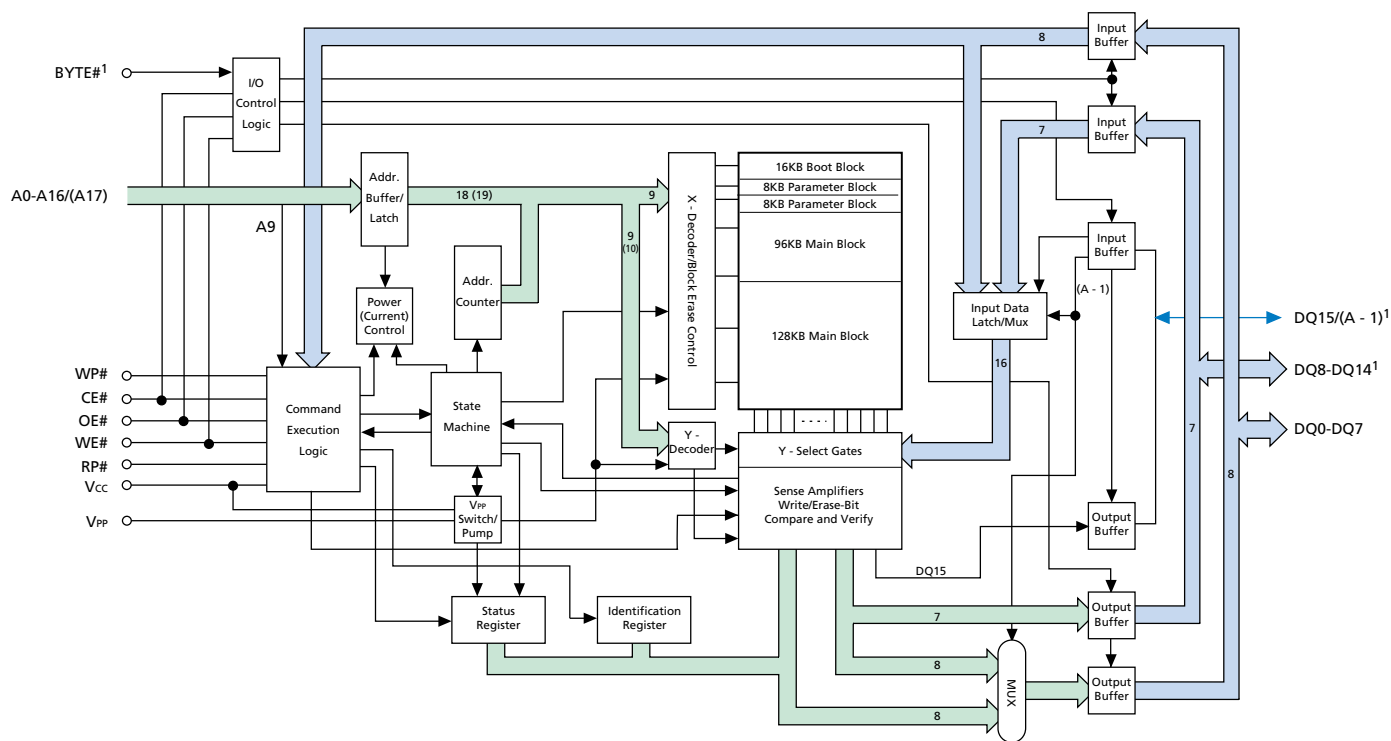 8
Input
Buffer
BYTE#1
I/O
Control
Logic
7
Input
Buffer
A0-A16/(A17)
Addr.
Buffer/
Latch
18 (19)
9
X - Decoder/Block Erase Control
16KB Boot Block
8KB Parameter Block
8KB Parameter Block
96KB Main Block
128KB Main Block
A9
9
(10)
Input
Buffer
Addr.
Counter
Power
(Current)
Control
(A - 1)
Input Data
Latch/Mux
DQ15/(A - 1)1
16
DQ8-DQ141
WP#
CE#
OE#
WE#
RP#
VCC
VPP
Command
Execution
Logic
State
Machine
Y -
Decoder
Y - Select Gates
7
DQ0-DQ7
8
Sense Amplifiers
Write/Erase-Bit
Compare and Verify
VPP
Switch/
Pump
Output
Buffer
DQ15
Status
Register
Identification
Register
7
Output
Buffer
8
MUX
Output
Buffer
8